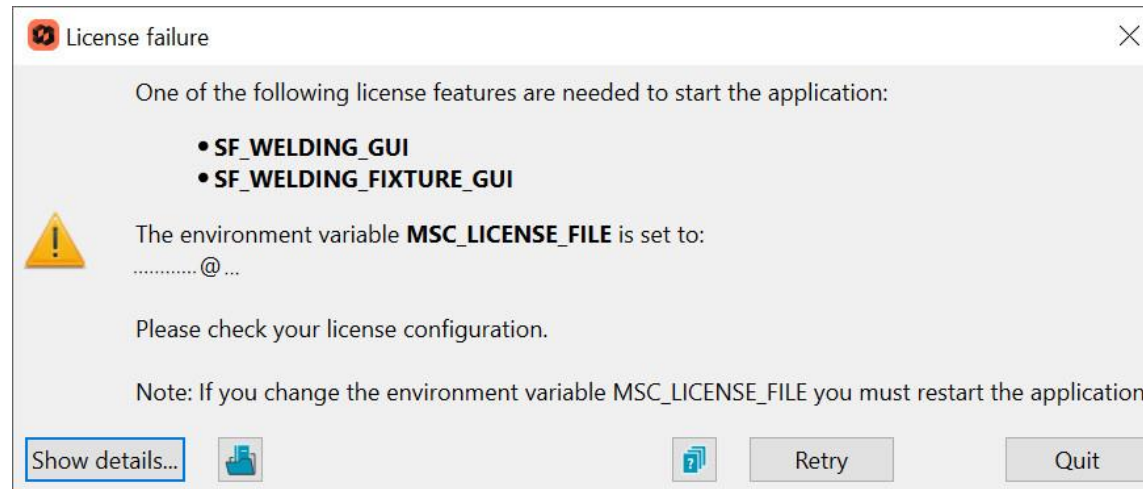 License failure
One of the following license features are needed to start the application:
• SF_WELDING_GUI
• SF_WELDING_FIXTURE_GUI
The environment variable MSC_LICENSE_FILE is set to:
............@...
Please check your license configuration.
Note: If you change the environment variable MSC_LICENSE_FILE you must restart the application
Show details... Retry Quit